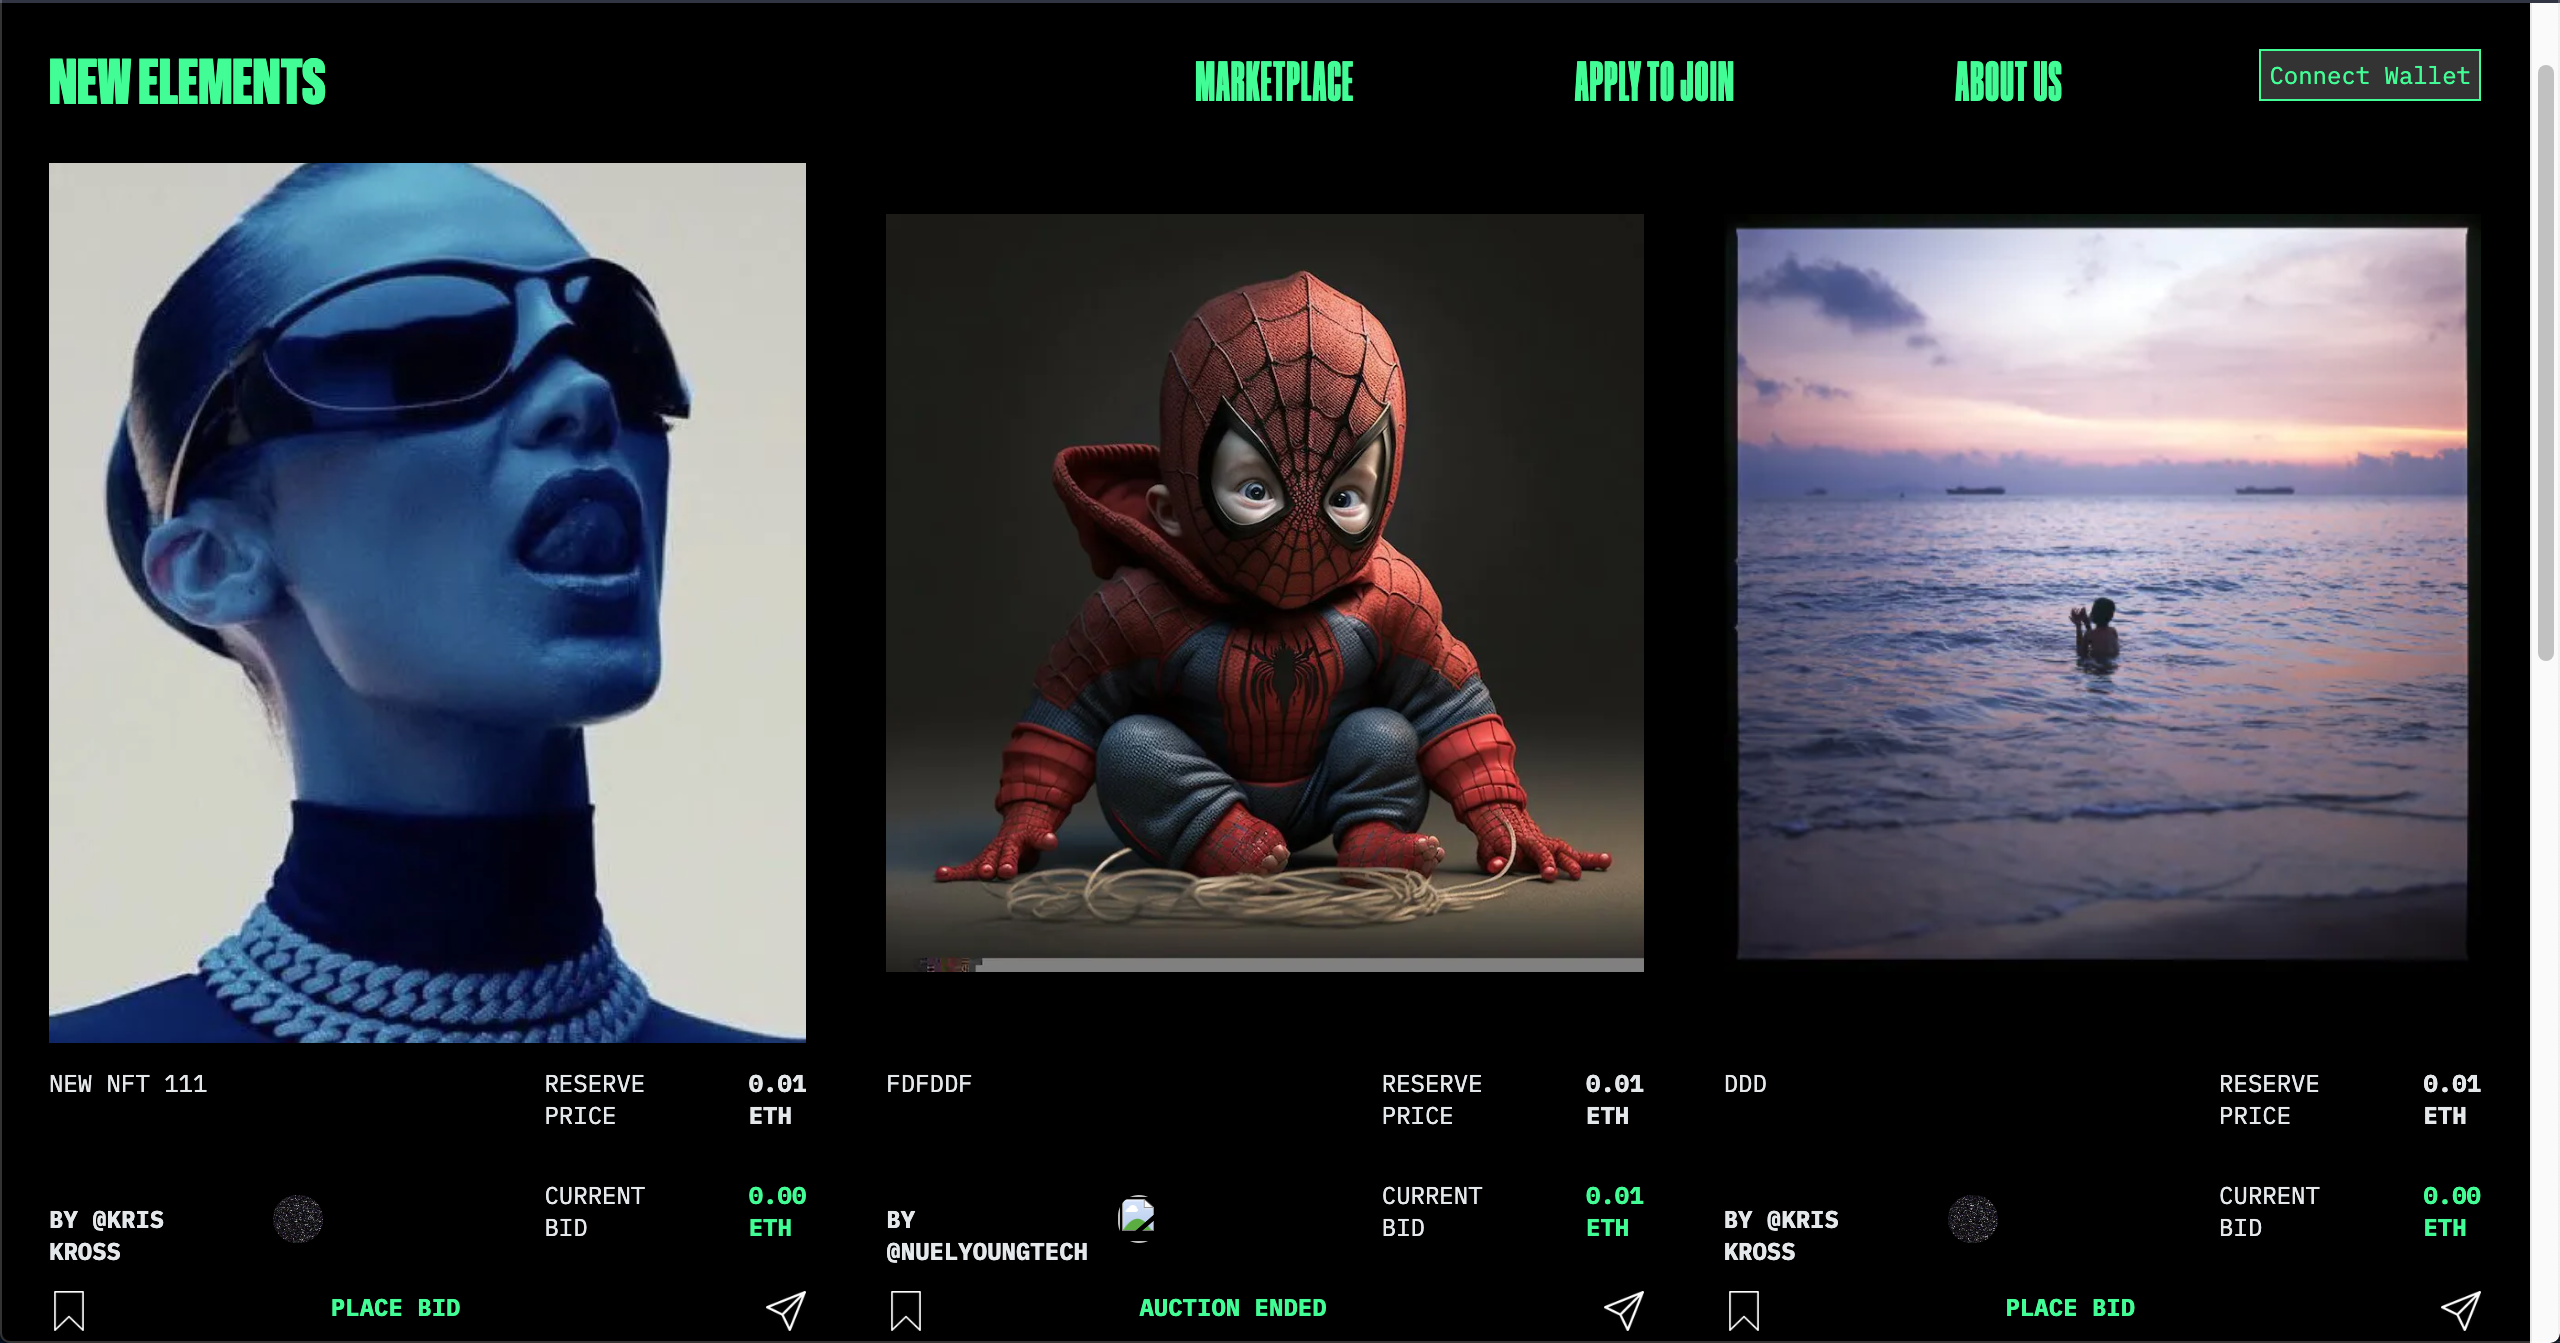 NEW ELEMENTS
MARKETPLACE
APPLY TO JOIN
ABOUT US
Connect Wallet
NEW NFT 111
RESERVE
PRICE
0.01
ETH
BY @KRIS
KROSS
CURRENT
BID
0.00
ETH
PLACE BID
FDFDDF
RESERVE
PRICE
0.01
ETH
BY
@NUELYOUNGTECH
CURRENT
BID
0.01
ETH
AUCTION ENDED
DDD
RESERVE
PRICE
0.01
ETH
BY @KRIS
KROSS
CURRENT
BID
0.00
ETH
PLACE BID